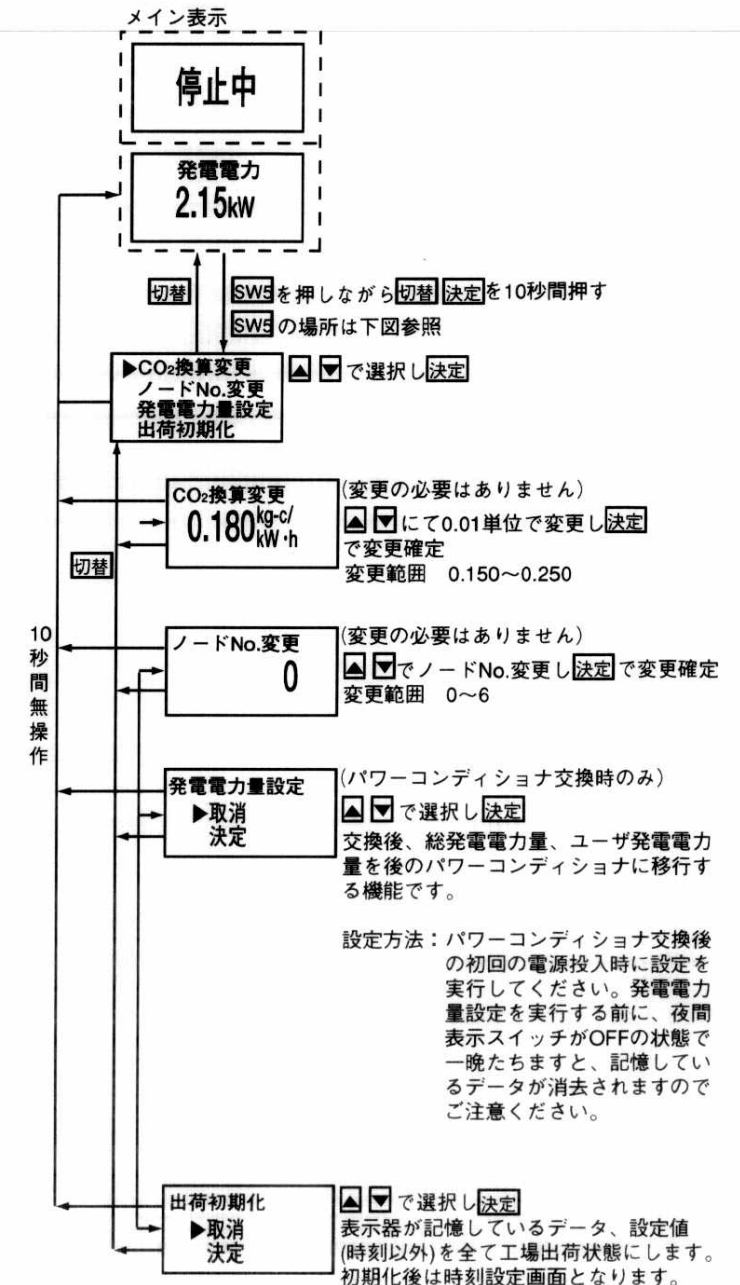 メイン表示
停止中
発電電力
2.15kW
切替
SW5を押しながら切替 決定を10秒間押す
SW5の場所は下図参照
▶CO₂換算変更
ノードNo.変更
発電電力量設定
出荷初期化
▲ ▼で選択し決定
CO₂換算変更
0.180 kg-c/
kW・h
(変更の必要はありません)
▲ ▼にて0.01単位で変更し決定
で変更確定
変更範囲 0.150～0.250
切替
10秒間無操作
ノードNo.変更
0
(変更の必要はありません)
▲ ▼でノードNo.変更し決定で変更確定
変更範囲 0～6
発電電力量設定
▶取消
決定
(パワーコンディショナ交換時のみ)
▲ ▼で選択し決定
交換後、総発電電力量、ユーザ発電電力
量を後のパワーコンディショナに移行す
る機能です。
設定方法：パワーコンディショナ交換後
の初回の電源投入時に設定を
実行してください。発電電力
量設定を実行する前に、夜間
表示スイッチがOFFの状態で
一晩たちますと、記憶してい
るデータが消去されますので
ご注意ください。
出荷初期化
▶取消
決定
▲ ▼で選択し決定
表示器が記憶しているデータ、設定値
(時刻以外)を全て工場出荷状態にします。
初期化後は時刻設定画面となります。